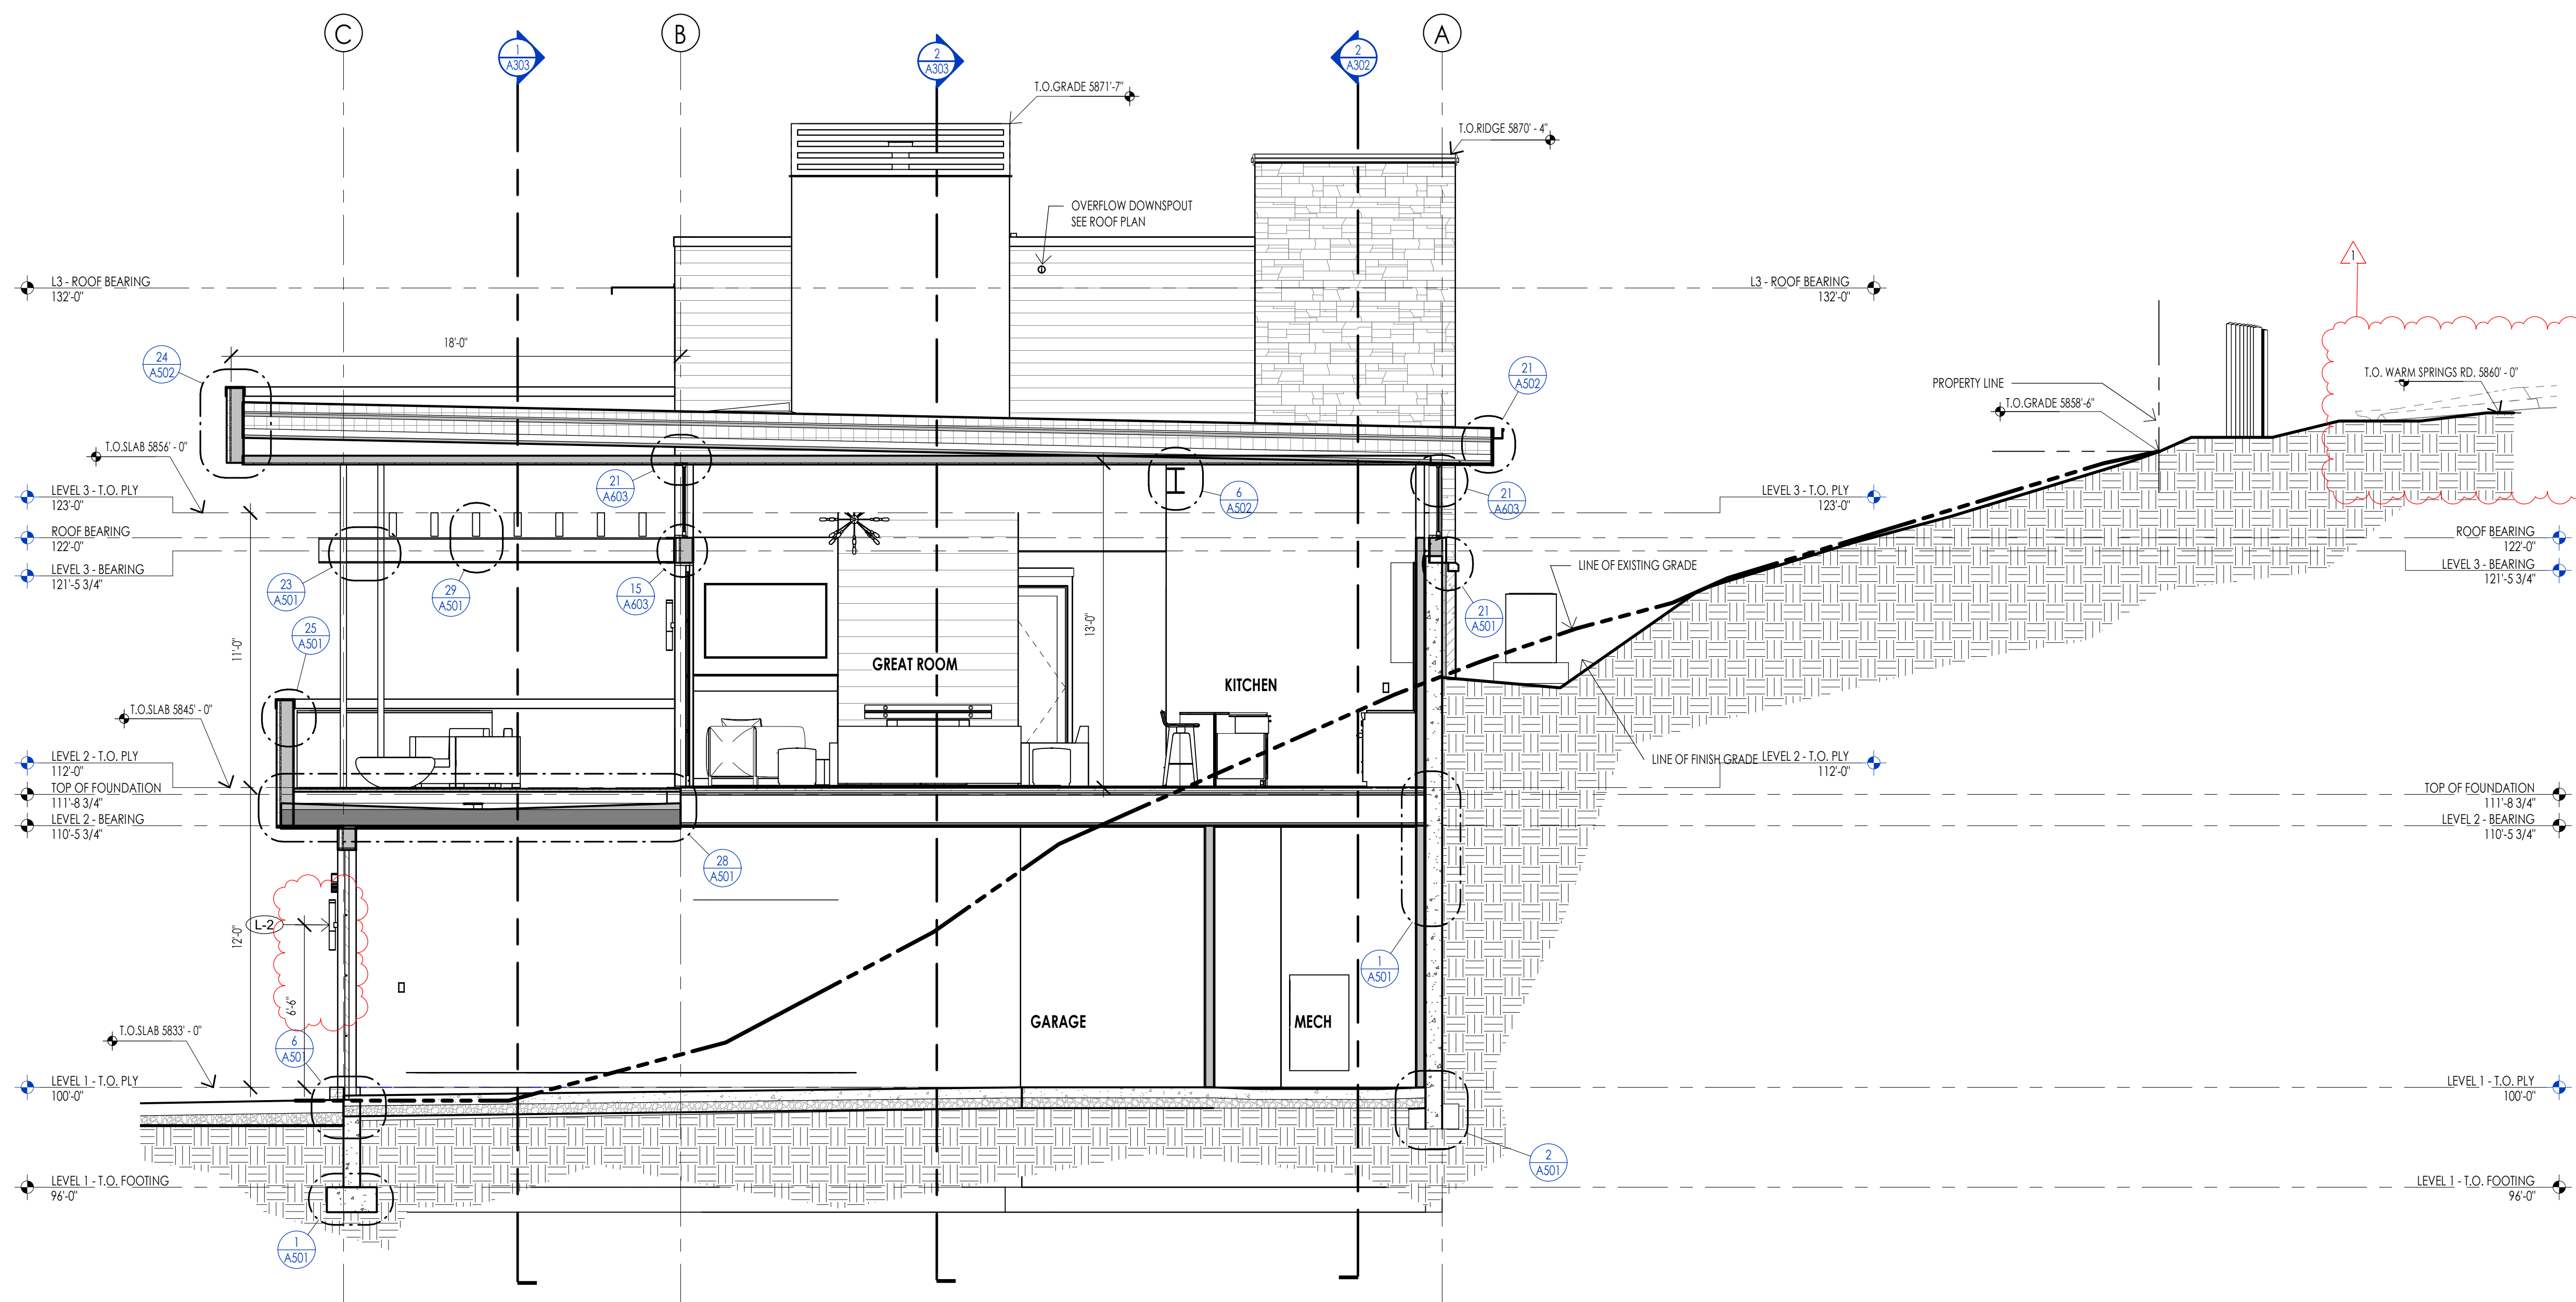 C
B
A
1
A303
2
A303
2
A302
T.O.GRADE 5871'-7"
T.O.RIDGE 5870' - 4"
OVERFLOW DOWNSPOUT
SEE ROOF PLAN
1
L3 - ROOF BEARING
132'-0"
L3 - ROOF BEARING
132'-0"
18'-0"
24
A502
21
A502
T.O. WARM SPRINGS RD. 5860' - 0"
PROPERTY LINE
T.O.GRADE 5858'-6"
T.O.SLAB 5856' - 0"
21
A603
6
A502
21
A603
LEVEL 3 - T.O. PLY
123'-0"
LEVEL 3 - T.O. PLY
123'-0"
ROOF BEARING
122'-0"
ROOF BEARING
122'-0"
LEVEL 3 - BEARING
121'-5 3/4"
LEVEL 3 - BEARING
121'-5 3/4"
23
A501
29
A501
15
A603
21
A501
LINE OF EXISTING GRADE
25
A501
11'-0"
13'-0"
GREAT ROOM
KITCHEN
T.O.SLAB 5845' - 0"
LEVEL 2 - T.O. PLY
112'-0"
LINE OF FINISH GRADE
LEVEL 2 - T.O. PLY
112'-0"
TOP OF FOUNDATION
111'-8 3/4"
TOP OF FOUNDATION
111'-8 3/4"
LEVEL 2 - BEARING
110'-5 3/4"
LEVEL 2 - BEARING
110'-5 3/4"
28
A501
L-2
12'-0"
6'-6"
1
A501
GARAGE
MECH
T.O.SLAB 5833' - 0"
6
A501
LEVEL 1 - T.O. PLY
100'-0"
LEVEL 1 - T.O. PLY
100'-0"
2
A501
LEVEL 1 - T.O. FOOTING
96'-0"
LEVEL 1 - T.O. FOOTING
96'-0"
1
A501